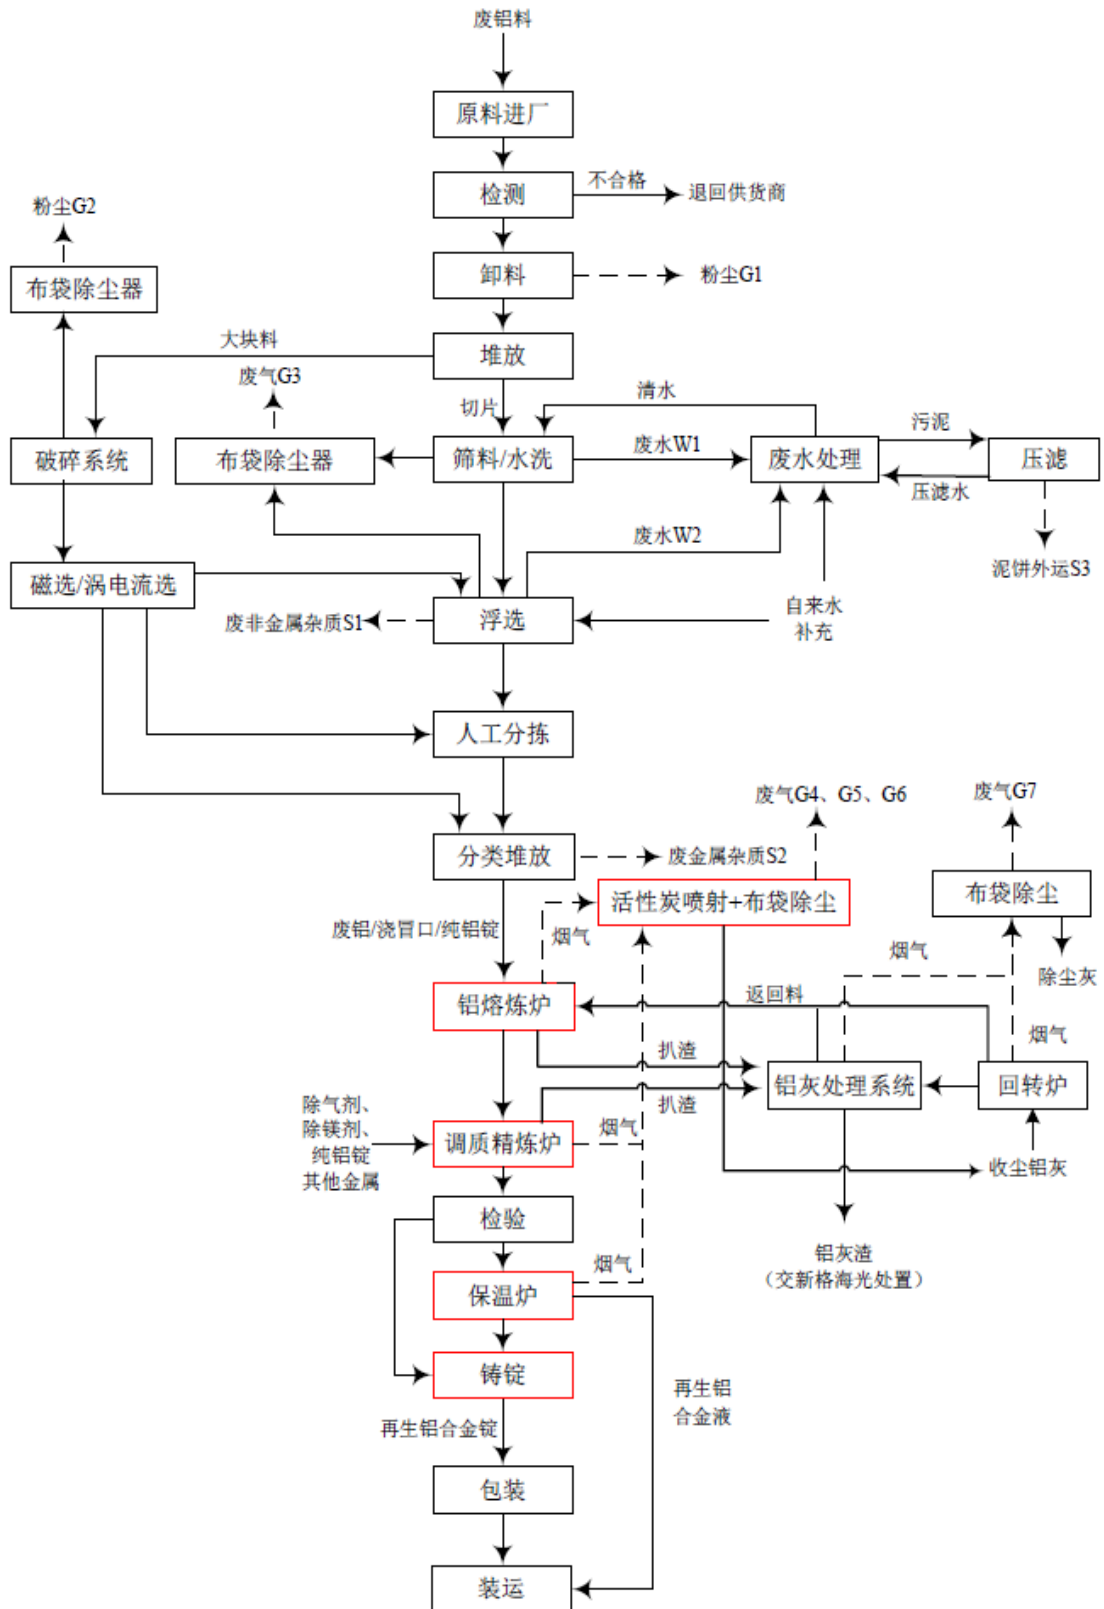 废铝料
原料进厂
检测
不合格
退回供货商
粉尘G2
布袋除尘器
卸料
粉尘G1
大块料
堆放
废气G3
切片
清水
污泥
破碎系统
布袋除尘器
筛料/水洗
废水W1
废水处理
压滤
压滤水
废水W2
泥饼外运S3
磁选/涡电流选
废非金属杂质S1
浮选
自来水
补充
人工分拣
废气G4、G5、G6
废气G7
分类堆放
废金属杂质S2
活性炭喷射+布袋除尘
布袋除尘
废铝/浇冒口/纯铝锭
烟气
烟气
除尘灰
返回料
铝熔炼炉
烟气
扒渣
铝灰处理系统
回转炉
除气剂、
除镁剂、
纯铝锭
其他金属
扒渣
调质精炼炉
烟气
收尘铝灰
检验
铝灰渣
（交新格海光处置）
烟气
保温炉
铸锭
再生铝
合金液
再生铝合金锭
包装
装运